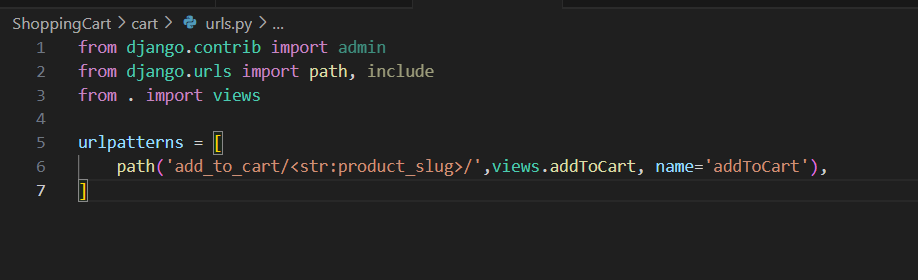 ShoppingCart > cart > urls.py > ...
1 from django.contrib import admin
2 from django.urls import path, include
3 from . import views
4
5 urlpatterns = [
6 path('add_to_cart/<str:product_slug>/',views.addToCart, name='addToCart'),
7 ]